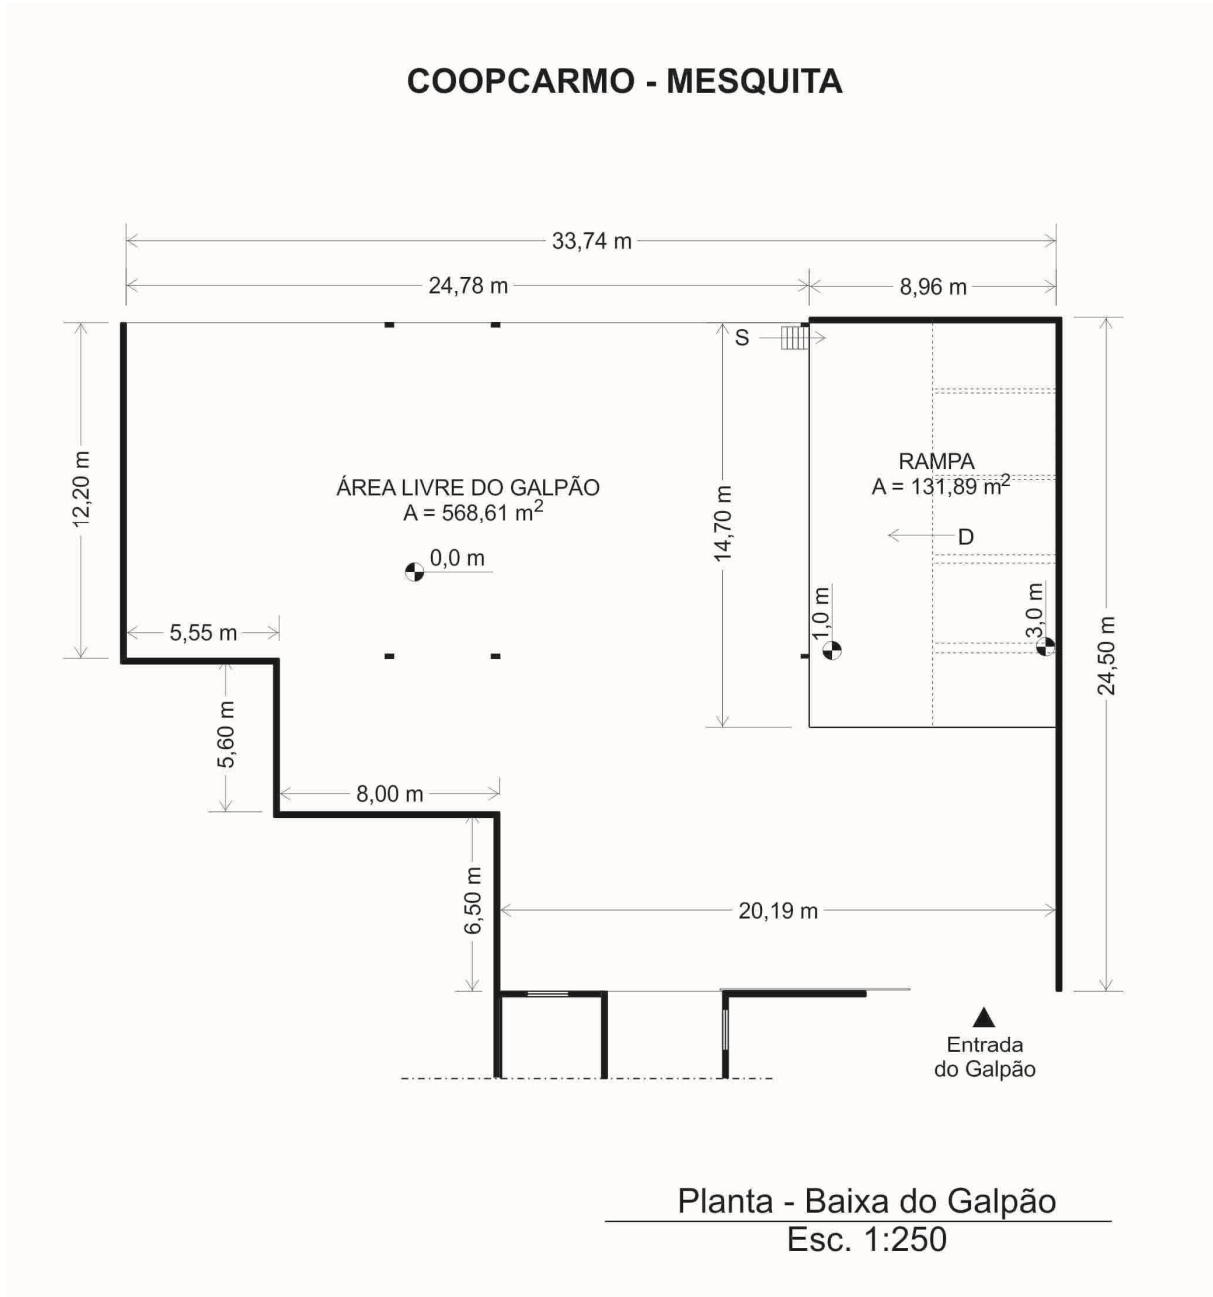 COOPCARMO - MESQUITA
33,74 m
24,78 m
8,96 m
S
12,20 m
ÁREA LIVRE DO GALPÃO
A = 568,61 m²
0,0 m
14,70 m
RAMPA
A = 131,89 m²
D
1,0 m
3,0 m
24,50 m
5,55 m
5,60 m
8,00 m
6,50 m
20,19 m
Entrada
do Galpão
Planta - Baixa do Galpão
Esc. 1:250